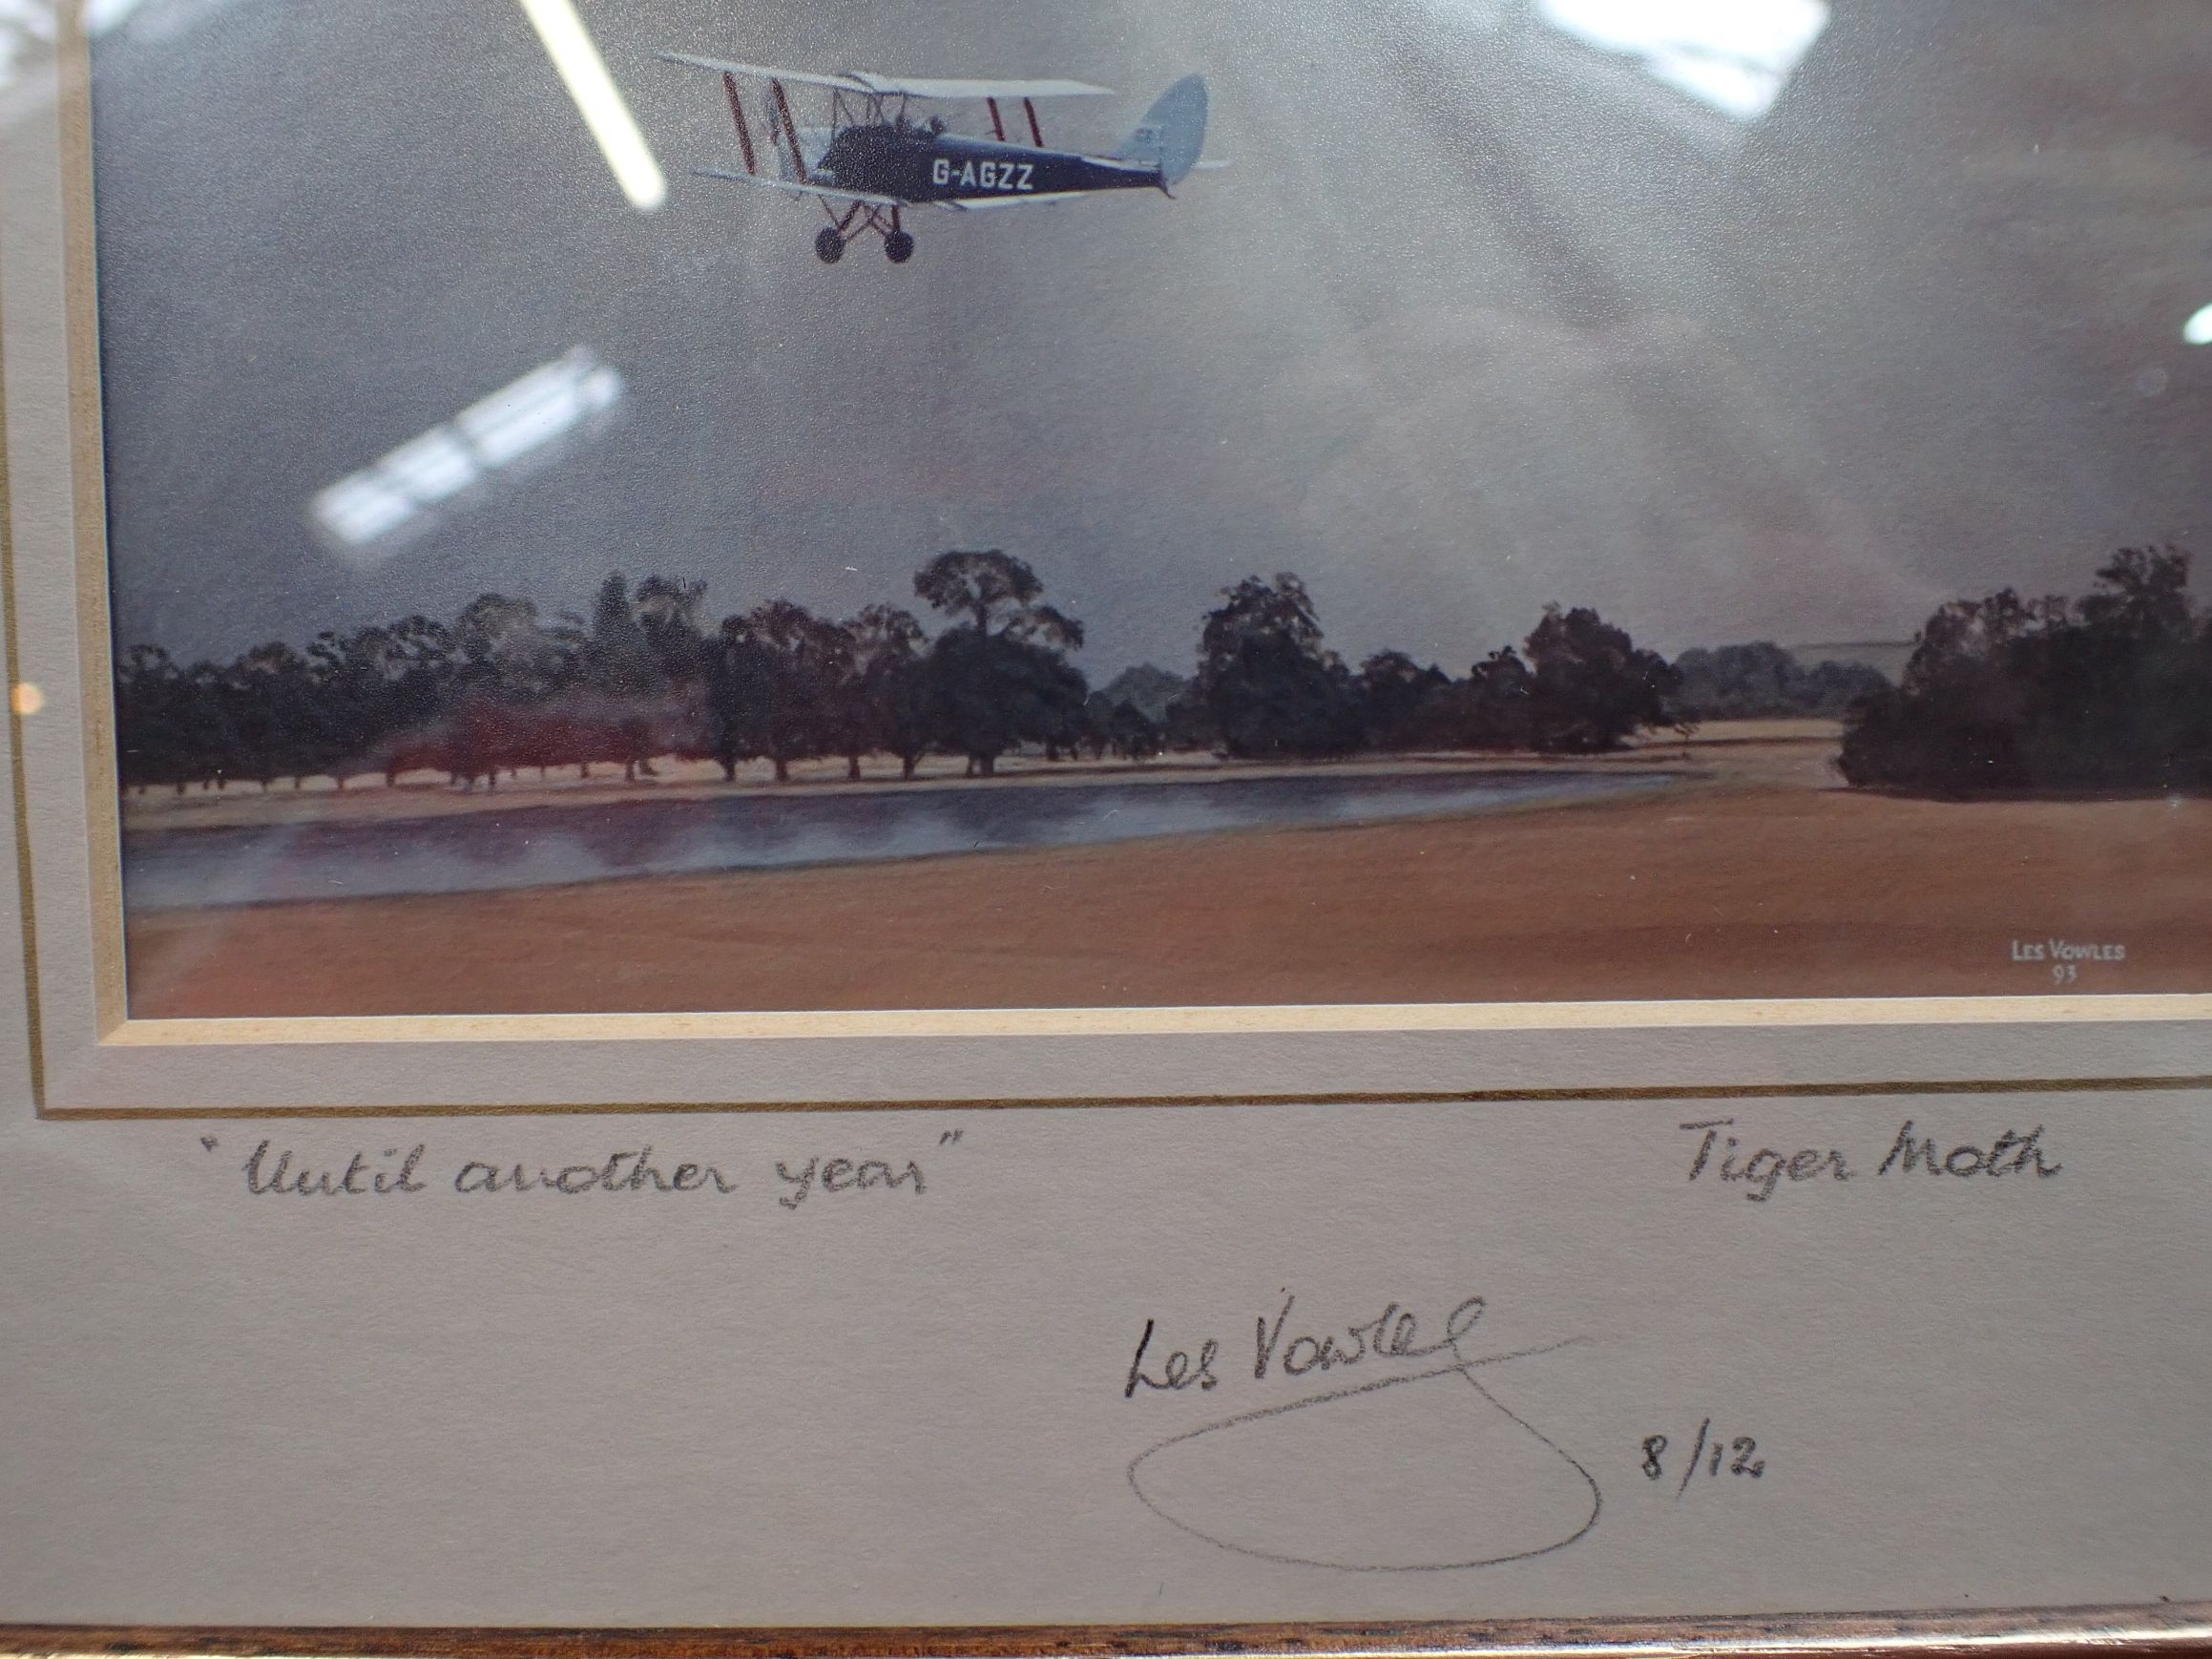 G-AGZZ
LES VOWLES
93
"Until another year"
Tiger Moth
Les Vowles
8/12